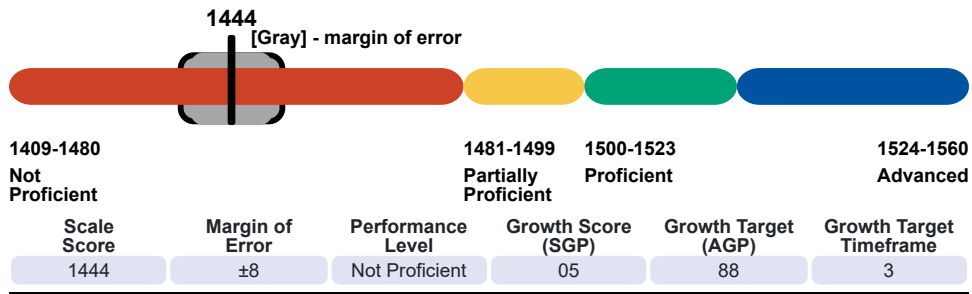 1444
[Gray] - margin of error
1409-1480 1481-1499 1500-1523 1524-1560
Not Partially Proficient Advanced
Proficient Proficient
Scale Margin of Performance Growth Score Growth Target Growth Target
Score Error Level (SGP) (AGP) Timeframe
1444 ±8 Not Proficient 05 88 3